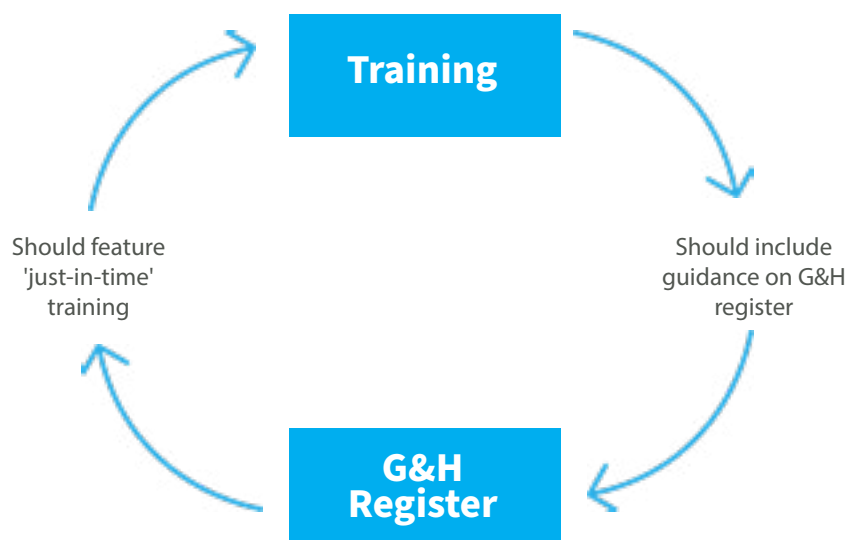 Training
Should feature
'just-in-time'
training
Should include
guidance on G&H
register
G&H
Register